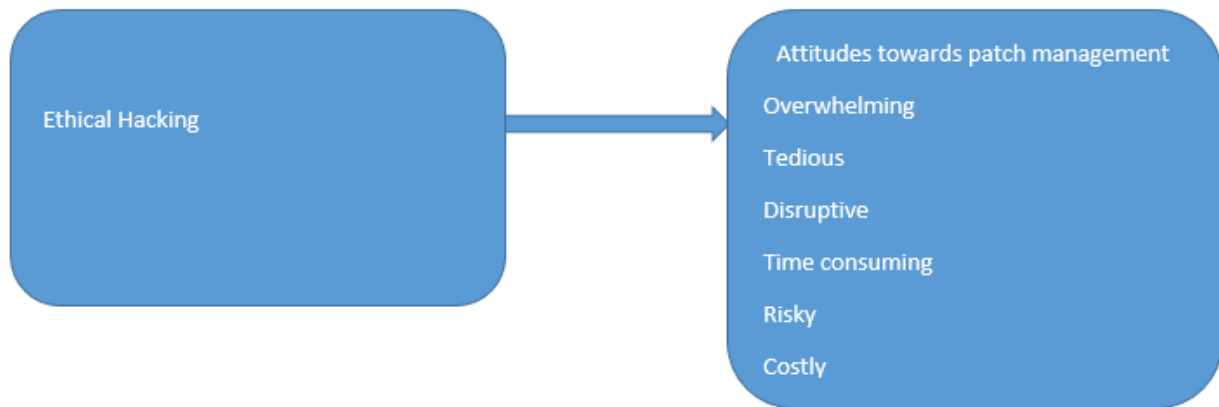 Ethical Hacking
Attitudes towards patch management
Overwhelming
Tedious
Disruptive
Time consuming
Risky
Costly